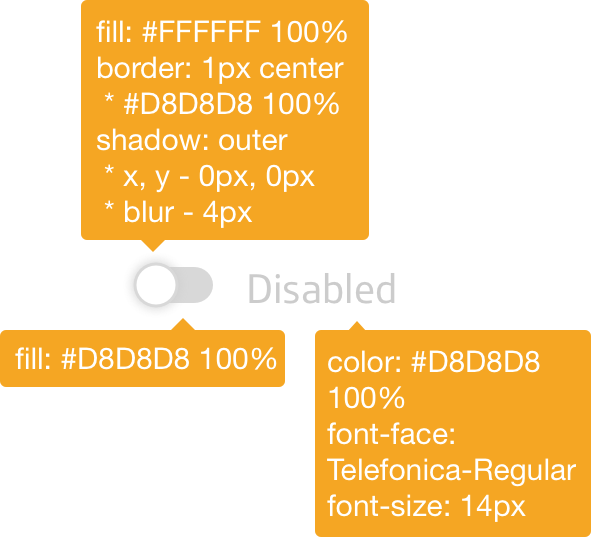 fill: #FFFFFF 100%
border: 1px center
* #D8D8D8 100%
shadow: outer
* x, y - 0px, 0px
* blur - 4px
Disabled
fill: #D8D8D8 100%
color: #D8D8D8
100%
font-face:
Telefonica-Regular
font-size: 14px